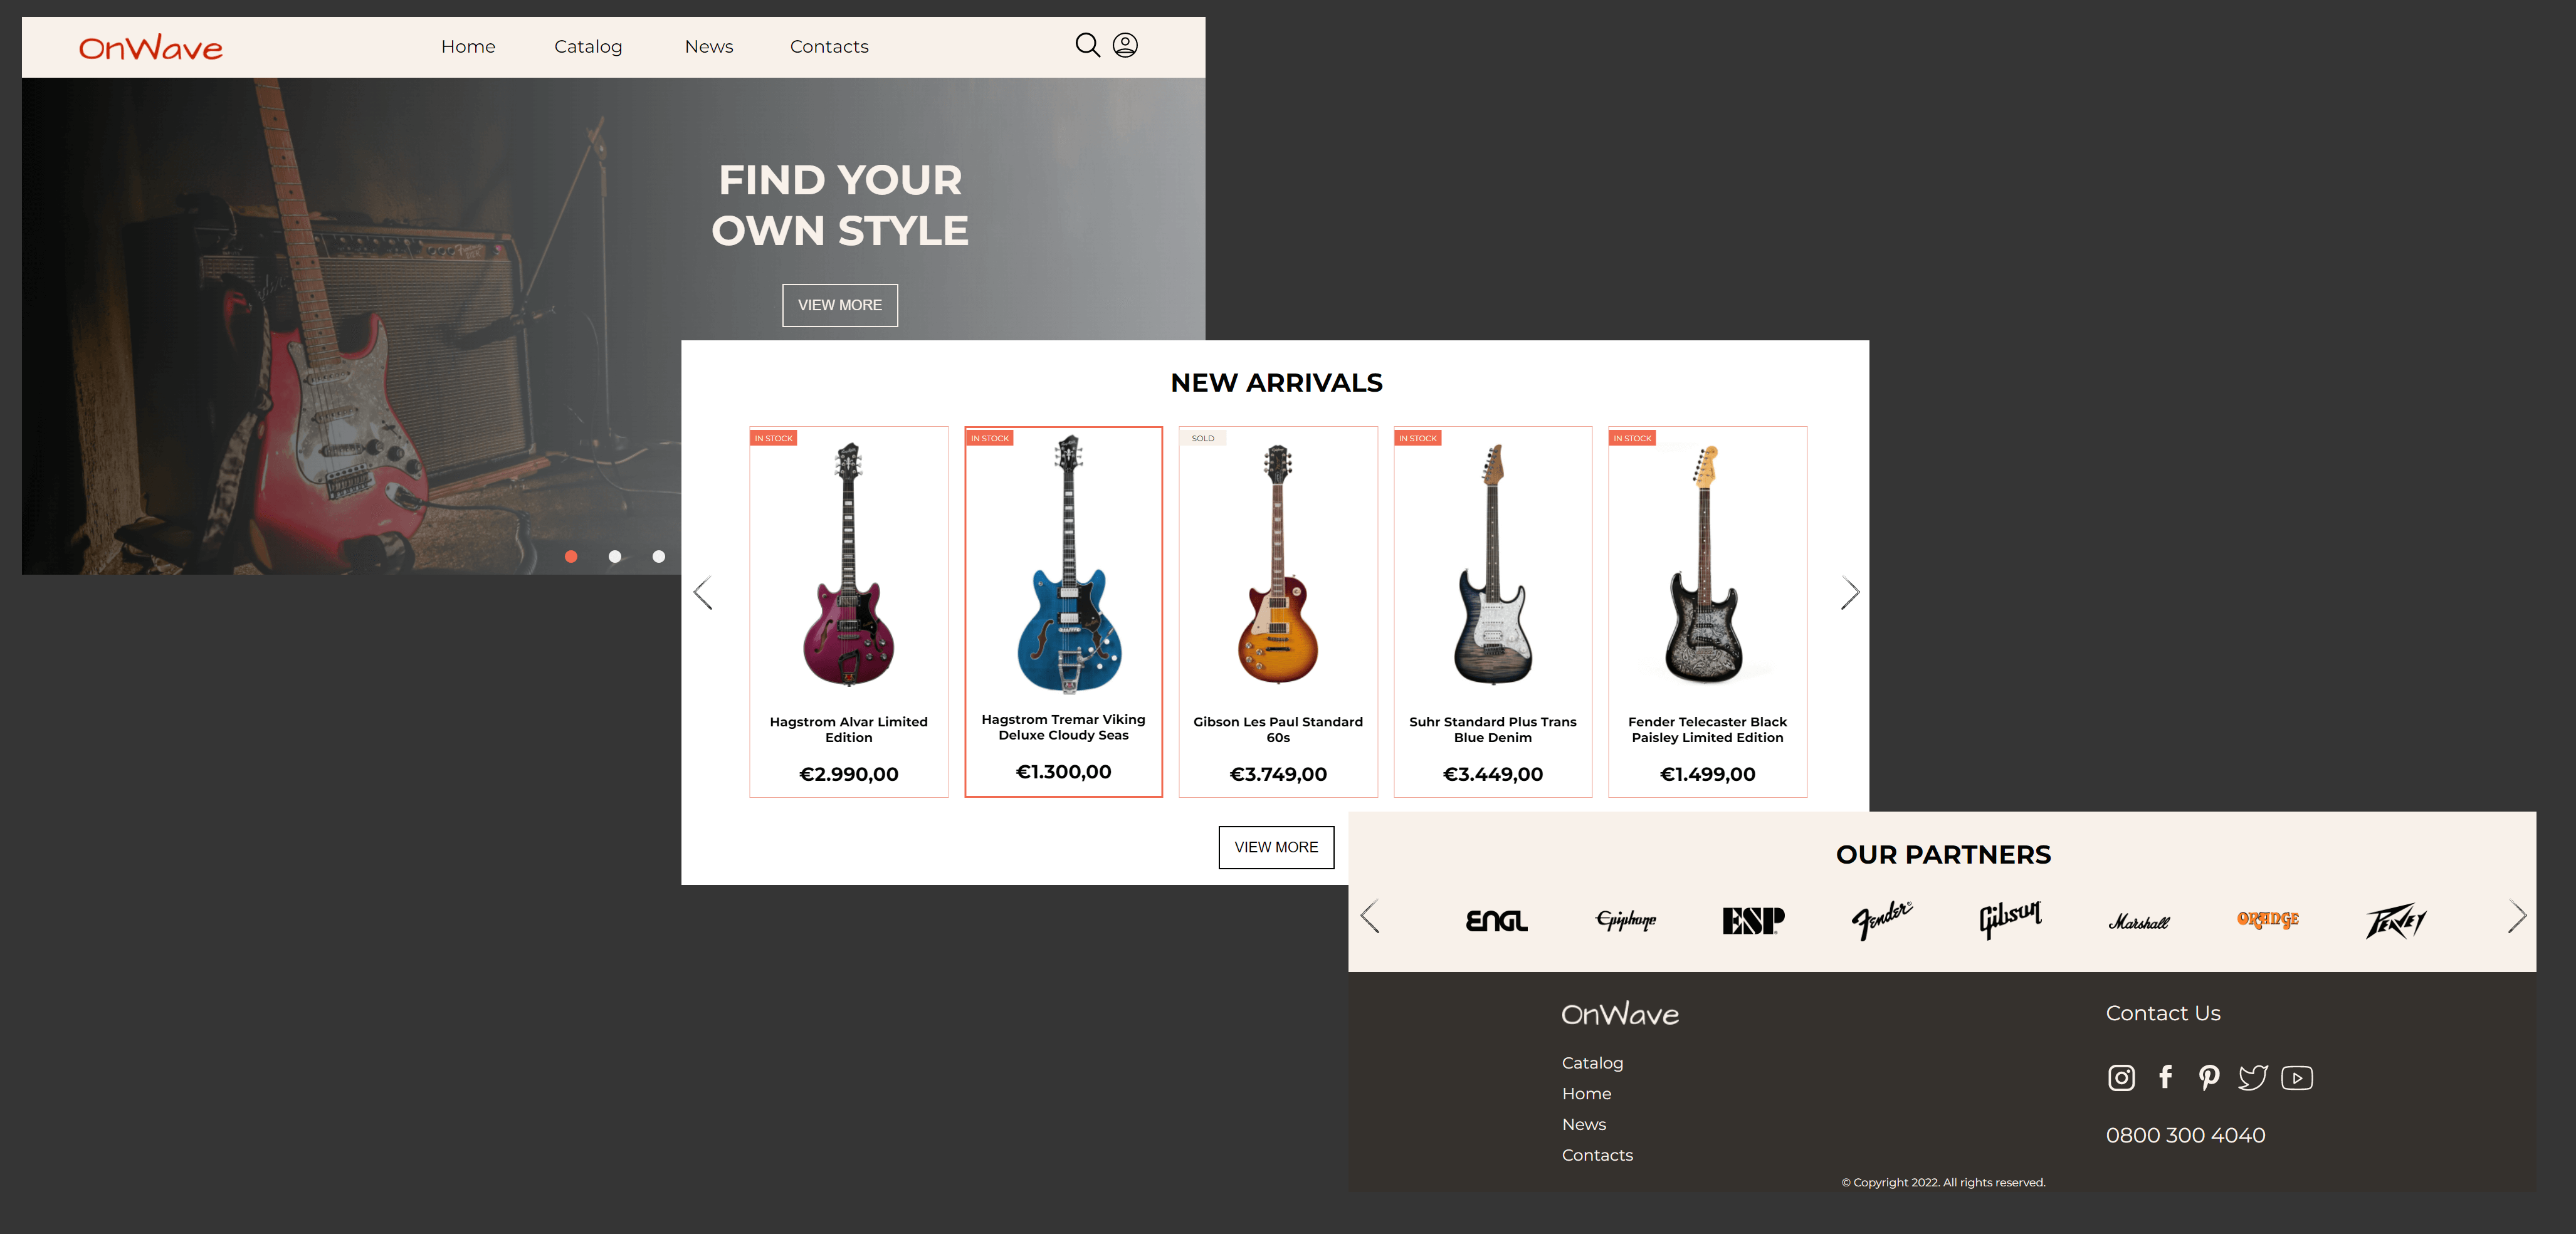 OnWave
Home Catalog News Contacts
FIND YOUR
OWN STYLE
VIEW MORE
NEW ARRIVALS
IN STOCK
Hagstrom Alvar Limited
Edition
€2.990,00
IN STOCK
Hagstrom Tremar Viking
Deluxe Cloudy Seas
€1.300,00
SOLD
Gibson Les Paul Standard
60s
€3.749,00
IN STOCK
Suhr Standard Plus Trans
Blue Denim
€3.449,00
IN STOCK
Fender Telecaster Black
Paisley Limited Edition
€1.499,00
VIEW MORE
OUR PARTNERS
ENGL Epiphone ESP Fender Gibson Marshall ORANGE PEAVEY
OnWave
Catalog
Home
News
Contacts
Contact Us
0800 300 4040
© Copyright 2022. All rights reserved.